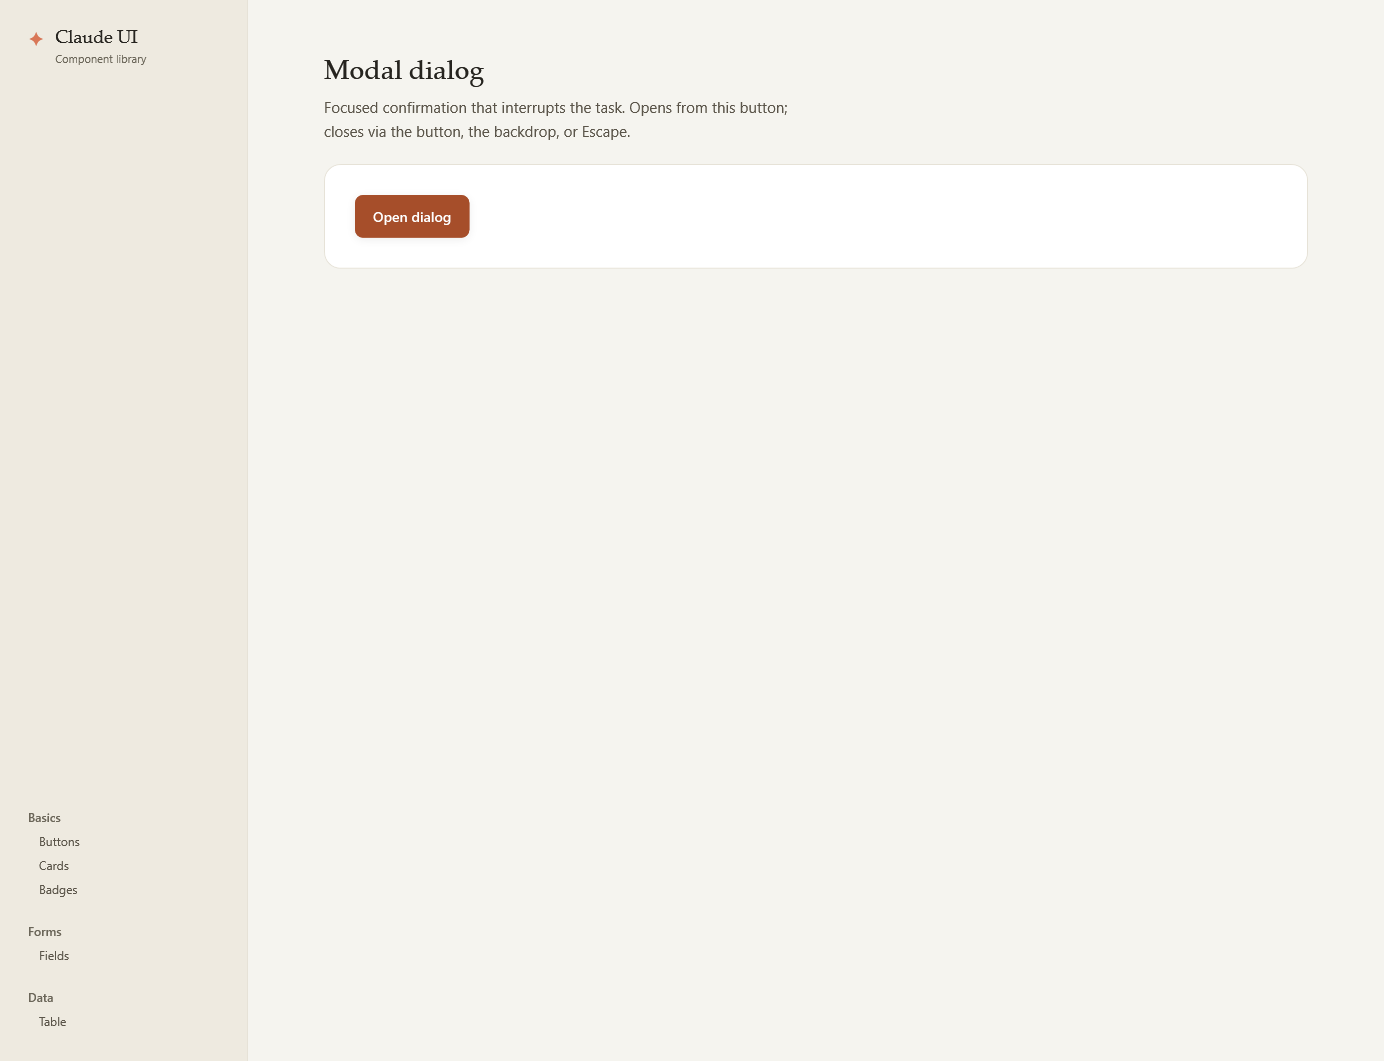 Claude UI
Component library
Modal dialog
Focused confirmation that interrupts the task. Opens from this button;
closes via the button, the backdrop, or Escape.
Open dialog
Basics
Buttons
Cards
Badges
Forms
Fields
Data
Table